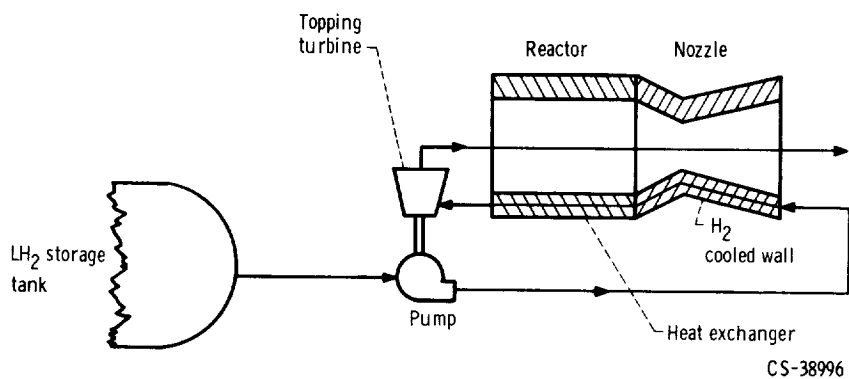 Topping
turbine
Reactor
Nozzle
LH2 storage
tank
H2
cooled wall
Pump
Heat exchanger
CS-38996